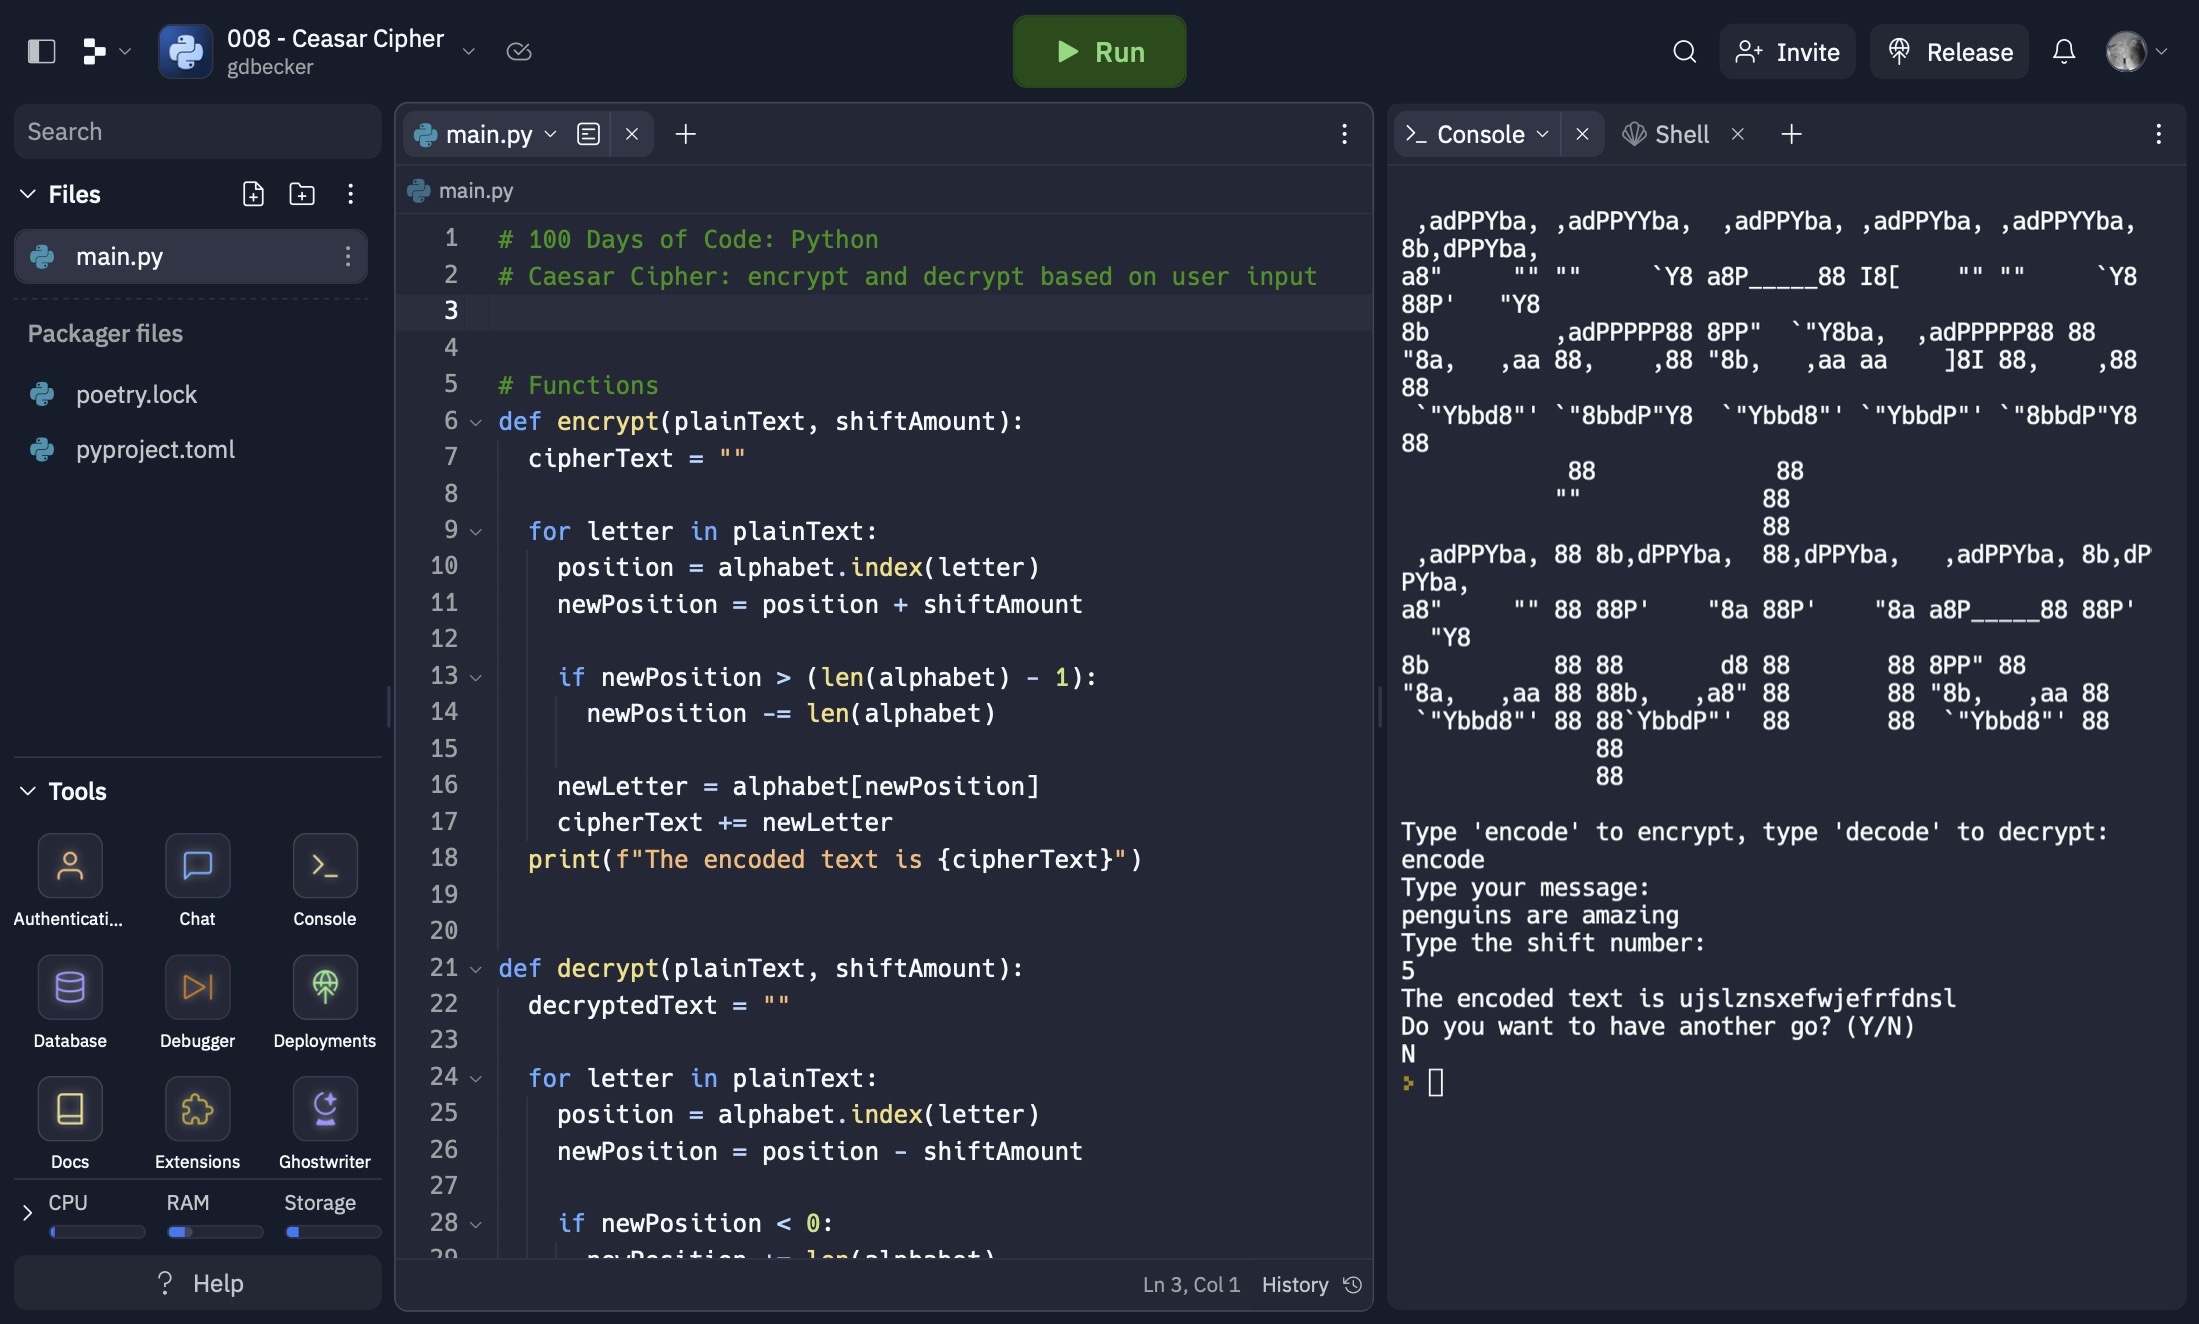 008 - Ceasar Cipher
gdbecker
Run
Invite
Release
Search
Files
main.py
Packager files
poetry.lock
pyproject.toml
Tools
Authenticati...
Chat
Console
Database
Debugger
Deployments
Docs
Extensions
Ghostwriter
CPU
RAM
Storage
? Help
main.py
main.py
1 # 100 Days of Code: Python
2 # Caesar Cipher: encrypt and decrypt based on user input
3
4
5 # Functions
6 def encrypt(plainText, shiftAmount):
7   cipherText = ""
8
9   for letter in plainText:
10     position = alphabet.index(letter)
11     newPosition = position + shiftAmount
12
13     if newPosition > (len(alphabet) - 1):
14       newPosition -= len(alphabet)
15
16     newLetter = alphabet[newPosition]
17     cipherText += newLetter
18   print(f"The encoded text is {cipherText}")
19
20
21 def decrypt(plainText, shiftAmount):
22   decryptedText = ""
23
24   for letter in plainText:
25     position = alphabet.index(letter)
26     newPosition = position - shiftAmount
27
28     if newPosition < 0:
29       newPosition += len(alphabet)
Ln 3, Col 1 History
>_ Console
Shell
 ,adPPYba, ,adPPYYba,  ,adPPYba, ,adPPYba, ,adPPYYba,
8b,dPPYba,
a8"     "" ""     `Y8 a8P_____88 I8[    "" ""     `Y8
88P'   "Y8
8b         ,adPPPPP88 8PP"  `"Y8ba,  ,adPPPPP88 88
"8a,   ,aa 88,    ,88 "8b,   ,aa aa    ]8I 88,    ,88
88
 `"Ybbd8"' `"8bbdP"Y8  `"Ybbd8"' `"YbbdP"' `"8bbdP"Y8
88
            88             88
           ""             88
                          88
 ,adPPYba, 88 8b,dPPYba,  88,dPPYba,   ,adPPYba, 8b,dP
PYba,
a8"     "" 88 88P'    "8a 88P'    "8a a8P_____88 88P'
  "Y8
8b         88 88       d8 88       88 8PP" 88
"8a,   ,aa 88 88b,   ,a8" 88       88 "8b,   ,aa 88
 `"Ybbd8"' 88 88`YbbdP"'  88       88  `"Ybbd8"' 88
              88
              88
Type 'encode' to encrypt, type 'decode' to decrypt:
encode
Type your message:
penguins are amazing
Type the shift number:
5
The encoded text is ujslznsxefwjefrfdnsl
Do you want to have another go? (Y/N)
N